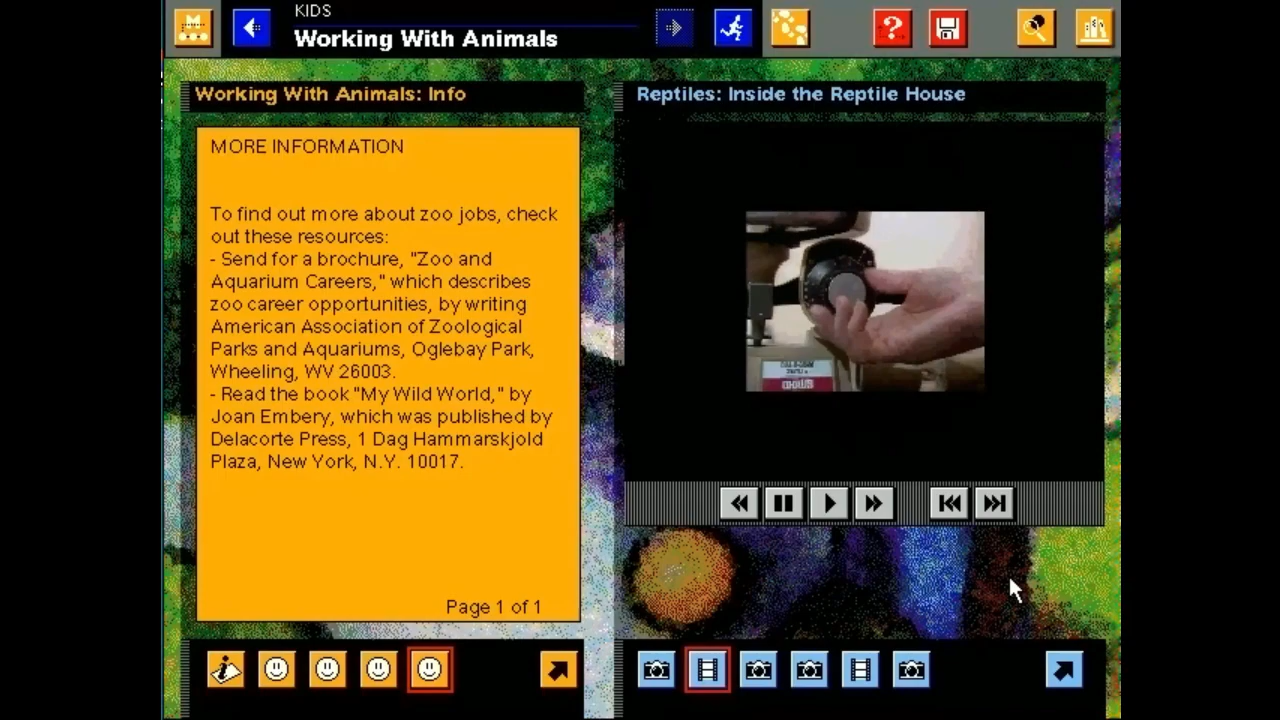 KIDS
Working With Animals
Working With Animals: Info
Reptiles: Inside the Reptile House
MORE INFORMATION
To find out more about zoo jobs, check
out these resources:
- Send for a brochure, "Zoo and
Aquarium Careers," which describes
zoo career opportunities, by writing
American Association of Zoological
Parks and Aquariums, Oglebay Park,
Wheeling, WV 26003.
- Read the book "My Wild World," by
Joan Embery, which was published by
Delacorte Press, 1 Dag Hammarskjold
Plaza, New York, N.Y. 10017.
Page 1 of 1